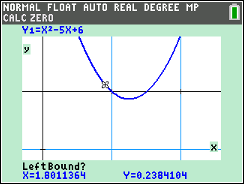 NORMAL FLOAT AUTO REAL DEGREE MP
CALC ZERO
Y1=X²-5X+6
y
x
LeftBound?
X=1.8011364 Y=0.2384104